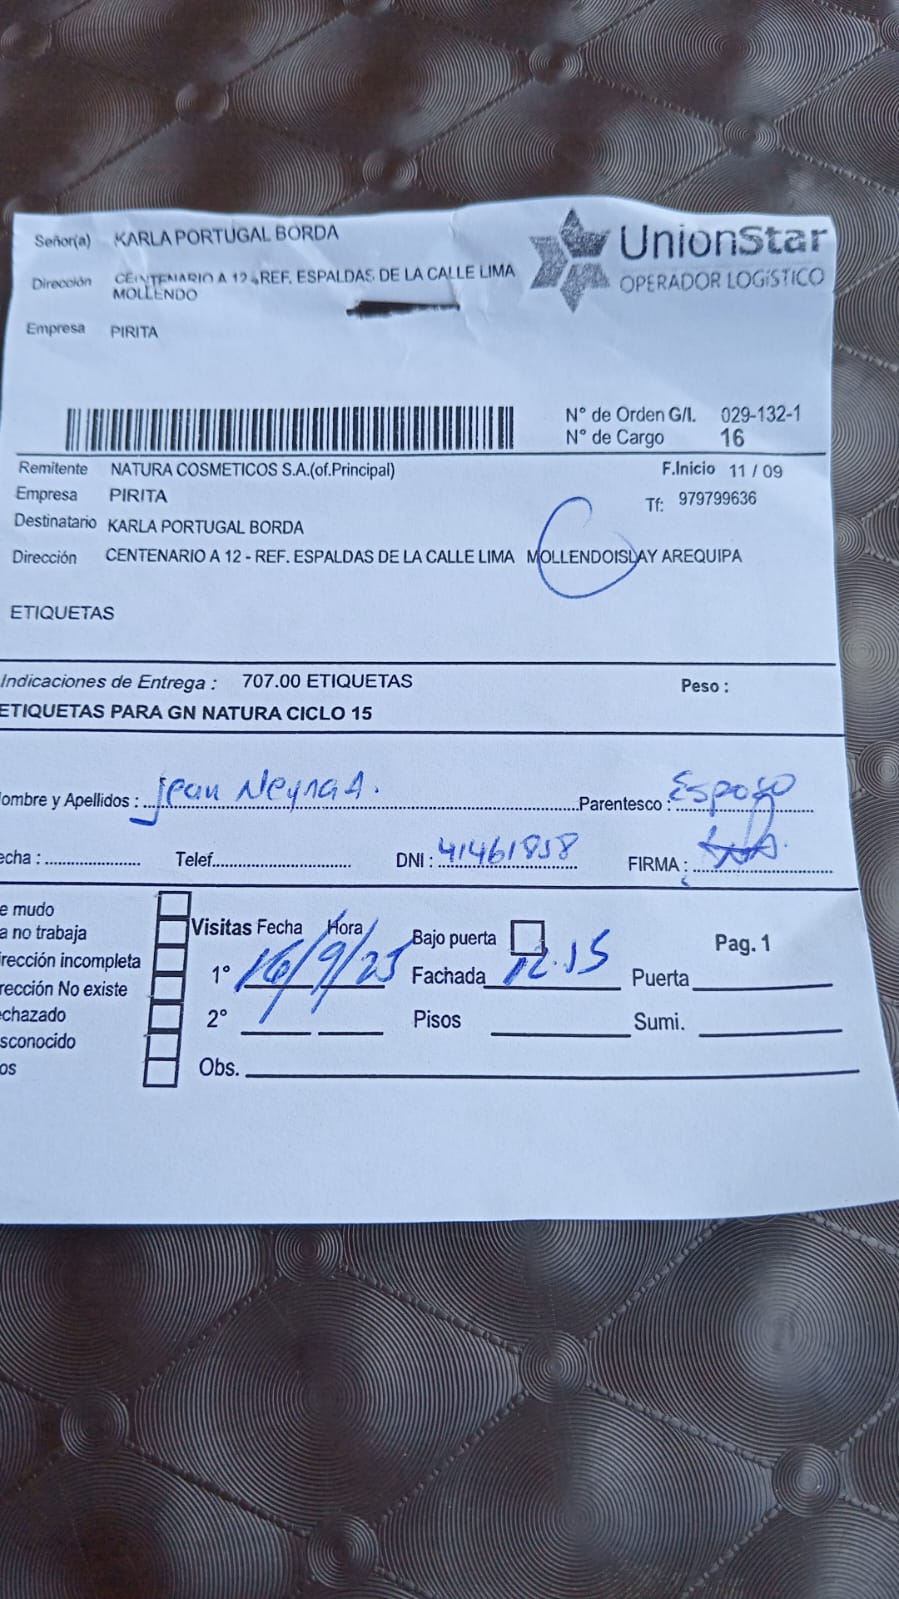 Señor(a) KARLA PORTUGAL BORDA
UnionStar
OPERADOR LOGÍSTICO
Dirección CENTENARIO A 12 - REF. ESPALDAS DE LA CALLE LIMA
MOLLENDO
Empresa PIRITA
N° de Orden G/I. 029-132-1
N° de Cargo 16
Remitente NATURA COSMETICOS S.A.(of.Principal) F.Inicio 11 / 09
Empresa PIRITA Tf: 979799636
Destinatario KARLA PORTUGAL BORDA
Dirección CENTENARIO A 12 - REF. ESPALDAS DE LA CALLE LIMA MOLLENDOISLAY AREQUIPA
ETIQUETAS
Indicaciones de Entrega : 707.00 ETIQUETAS Peso :
ETIQUETAS PARA GN NATURA CICLO 15
ombre y Apellidos : Jean Neyra A. Parentesco : Esposo
echa : Telef. DNI : 41461858 FIRMA :
e mudo
a no trabaja
irección incompleta
rección No existe
chazado
sconocido
os
Visitas Fecha Hora Bajo puerta Pag. 1
1° 16/9/25 Fachada 12.15 Puerta
2° Pisos Sumi.
Obs.